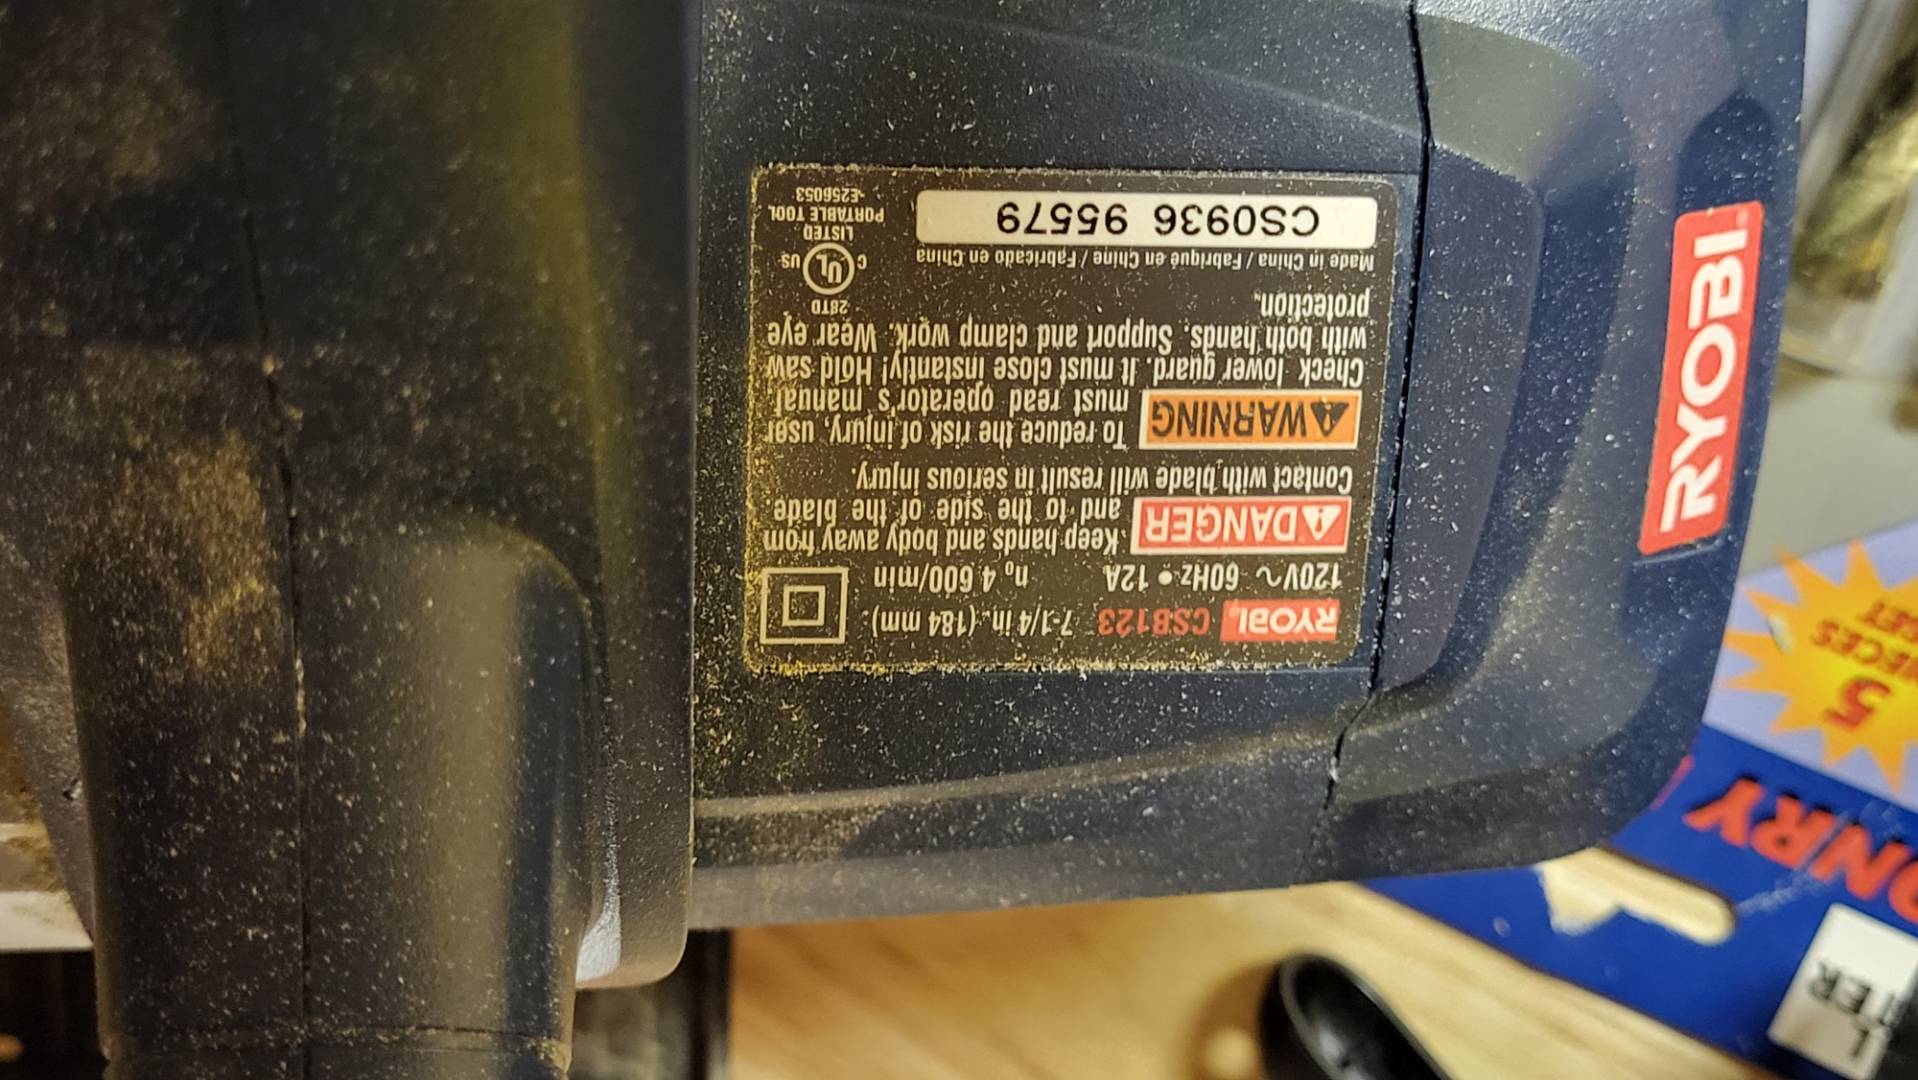 RYOBI CSB123 7-1/4 in. (184 mm)
120V ~ 60Hz • 12A n₀ 4 600/min
DANGER Keep hands and body away from
and to the side of the blade.
Contact with blade will result in serious injury.
WARNING To reduce the risk of injury, user
must read operator's manual.
Check lower guard. It must close instantly! Hold saw
with both hands. Support and clamp work. Wear eye
protection.
Made in China / Fabriqué en Chine / Fabricado en China
CS0936 95579
28TD
C UL US
LISTED
PORTABLE TOOL
E256053
RYOBI
5